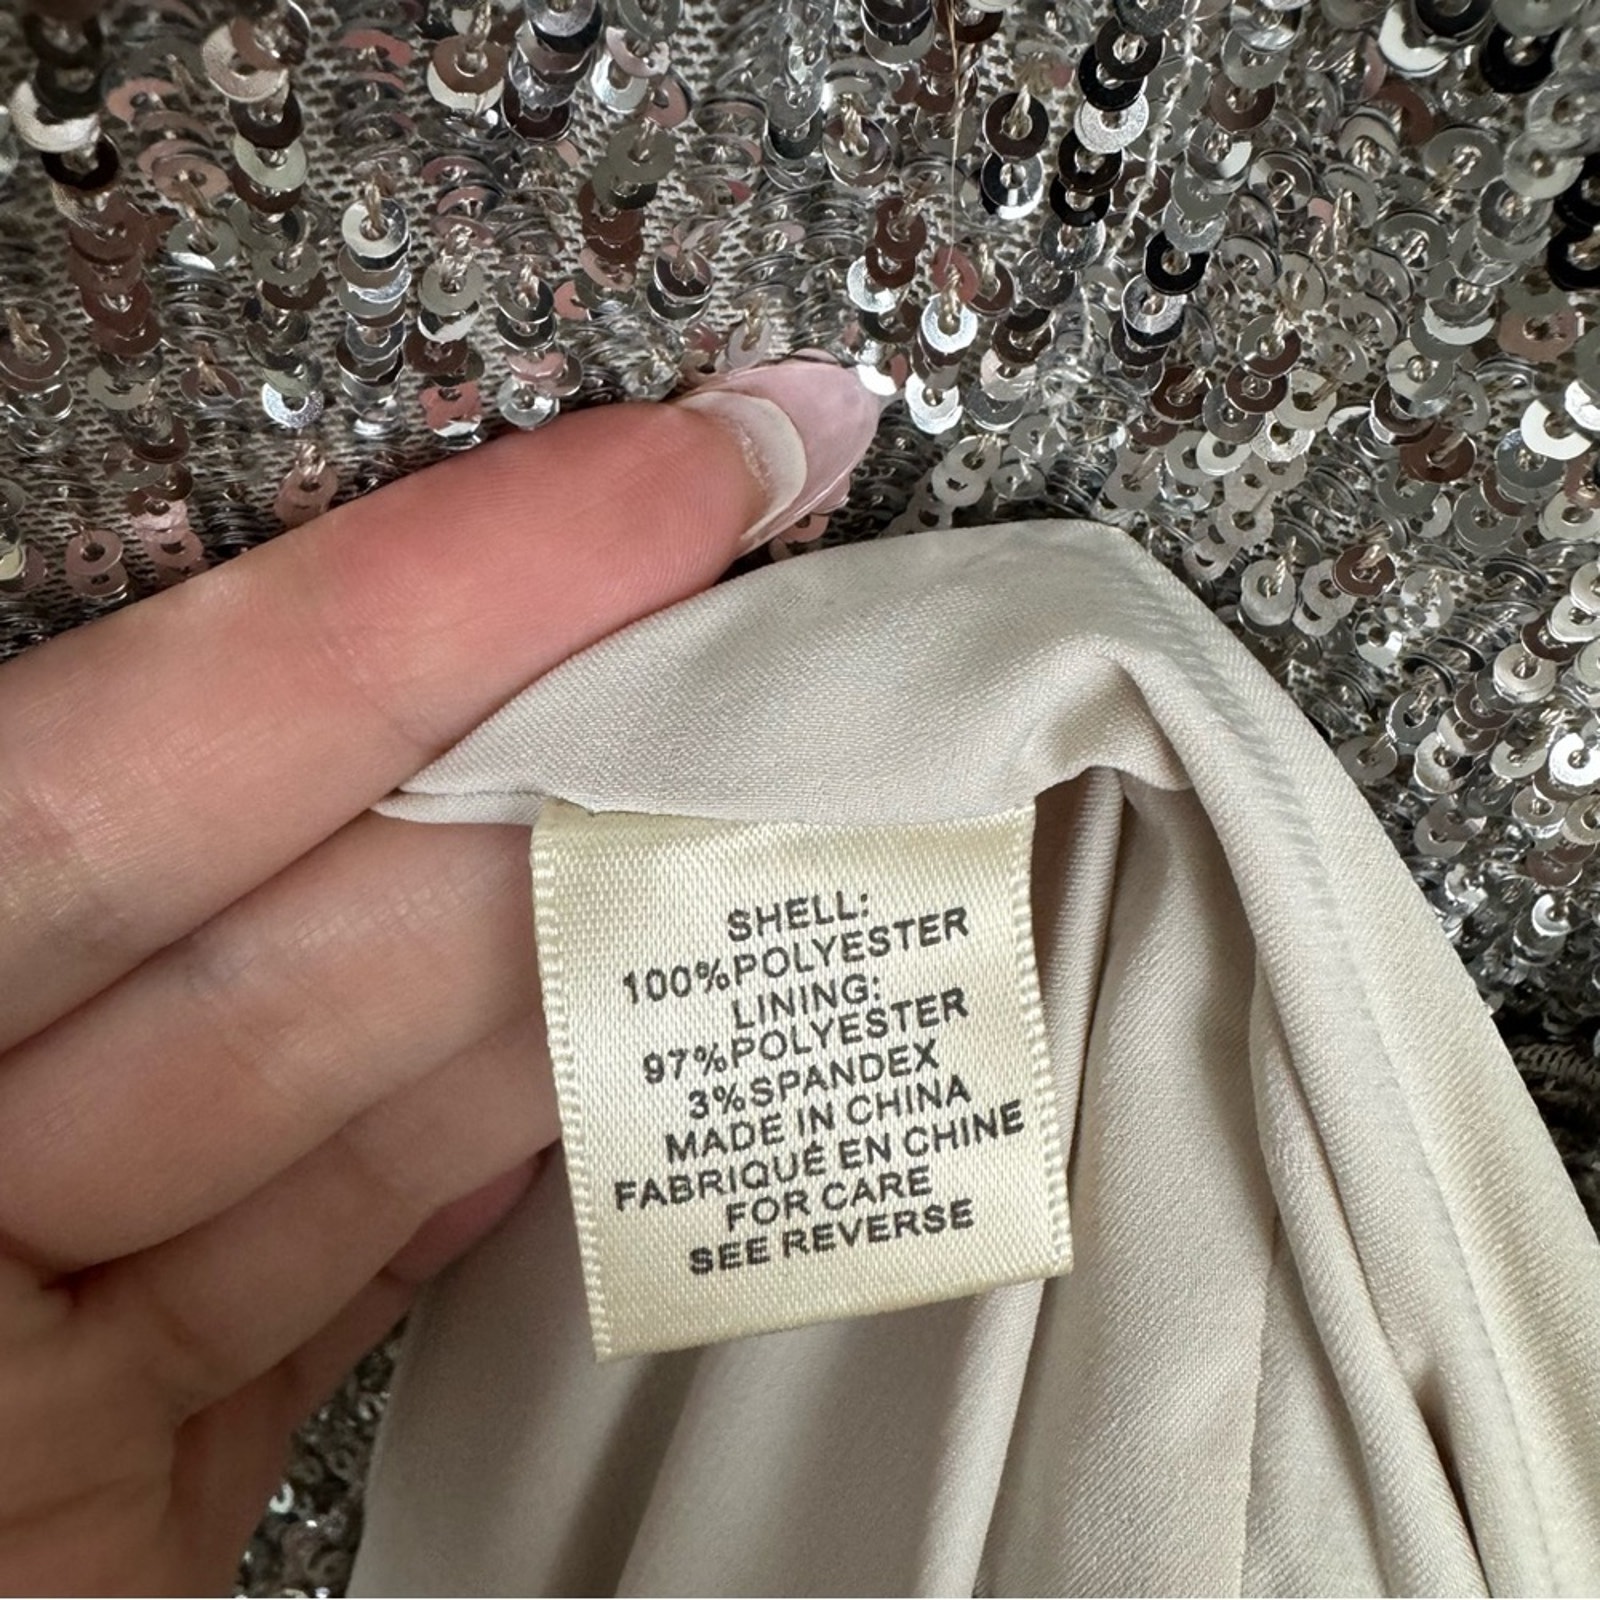 SHELL:
100%POLYESTER
LINING:
97%POLYESTER
3%SPANDEX
MADE IN CHINA
FABRIQUÉ EN CHINE
FOR CARE
SEE REVERSE